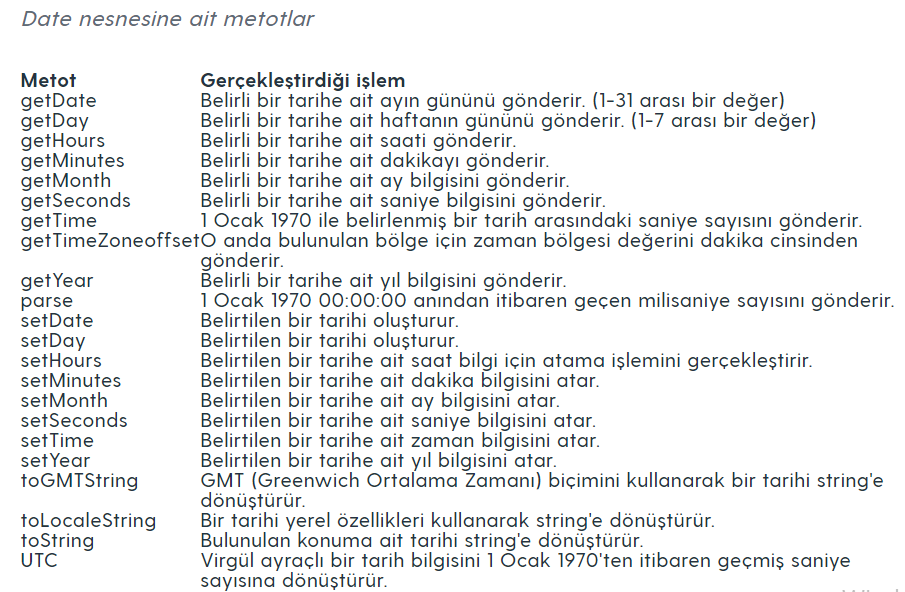 Date nesnesine ait metotlar
Metot Gerçekleştirdiği işlem
getDate Belirli bir tarihe ait ayın gününü gönderir. (1-31 arası bir değer)
getDay Belirli bir tarihe ait haftanın gününü gönderir. (1-7 arası bir değer)
getHours Belirli bir tarihe ait saati gönderir.
getMinutes Belirli bir tarihe ait dakikayı gönderir.
getMonth Belirli bir tarihe ait ay bilgisini gönderir.
getSeconds Belirli bir tarihe ait saniye bilgisini gönderir.
getTime 1 Ocak 1970 ile belirlenmiş bir tarih arasındaki saniye sayısını gönderir.
getTimeZoneoffsetO anda bulunulan bölge için zaman bölgesi değerini dakika cinsinden
gönderir.
getYear Belirli bir tarihe ait yıl bilgisini gönderir.
parse 1 Ocak 1970 00:00:00 anından itibaren geçen milisaniye sayısını gönderir.
setDate Belirtilen bir tarihi oluşturur.
setDay Belirtilen bir tarihi oluşturur.
setHours Belirtilen bir tarihe ait saat bilgi için atama işlemini gerçekleştirir.
setMinutes Belirtilen bir tarihe ait dakika bilgisini atar.
setMonth Belirtilen bir tarihe ait ay bilgisini atar.
setSeconds Belirtilen bir tarihe ait saniye bilgisini atar.
setTime Belirtilen bir tarihe ait zaman bilgisini atar.
setYear Belirtilen bir tarihe ait yıl bilgisini atar.
toGMTString GMT (Greenwich Ortalama Zamanı) biçimini kullanarak bir tarihi string'e
dönüştürür.
toLocaleString Bir tarihi yerel özellikleri kullanarak string'e dönüştürür.
toString Bulunulan konuma ait tarihi string'e dönüştürür.
UTC Virgül ayraçlı bir tarih bilgisini 1 Ocak 1970'ten itibaren geçmiş saniye
sayısına dönüştürür.